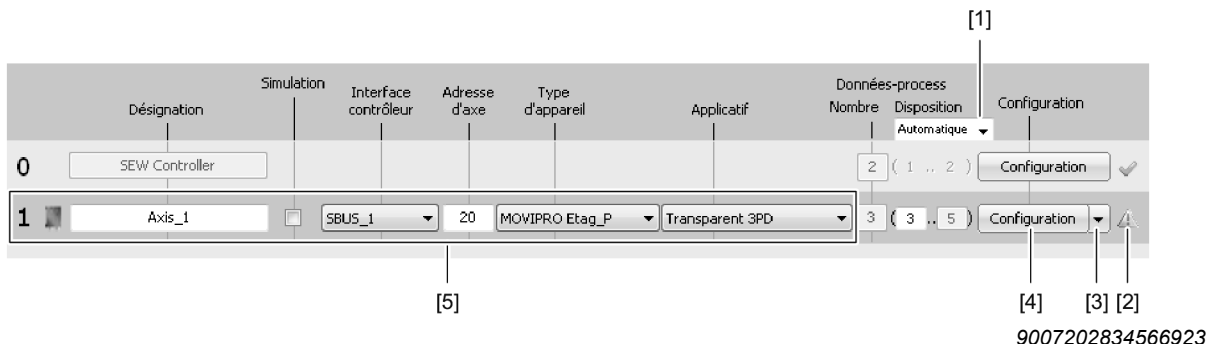 [1]
Simulation
Données-process
Interface Adresse Type
Désignation contrôleur d'axe d'appareil Applicatif Nombre Disposition Configuration
Automatique
0 SEW Controller 2 ( 1 .. 2 ) Configuration
1 Axis_1 SBUS_1 20 MOVIPRO Etag_P Transparent 3PD 3 ( 3 .. 5 ) Configuration
[5] [4] [3] [2]
9007202834566923